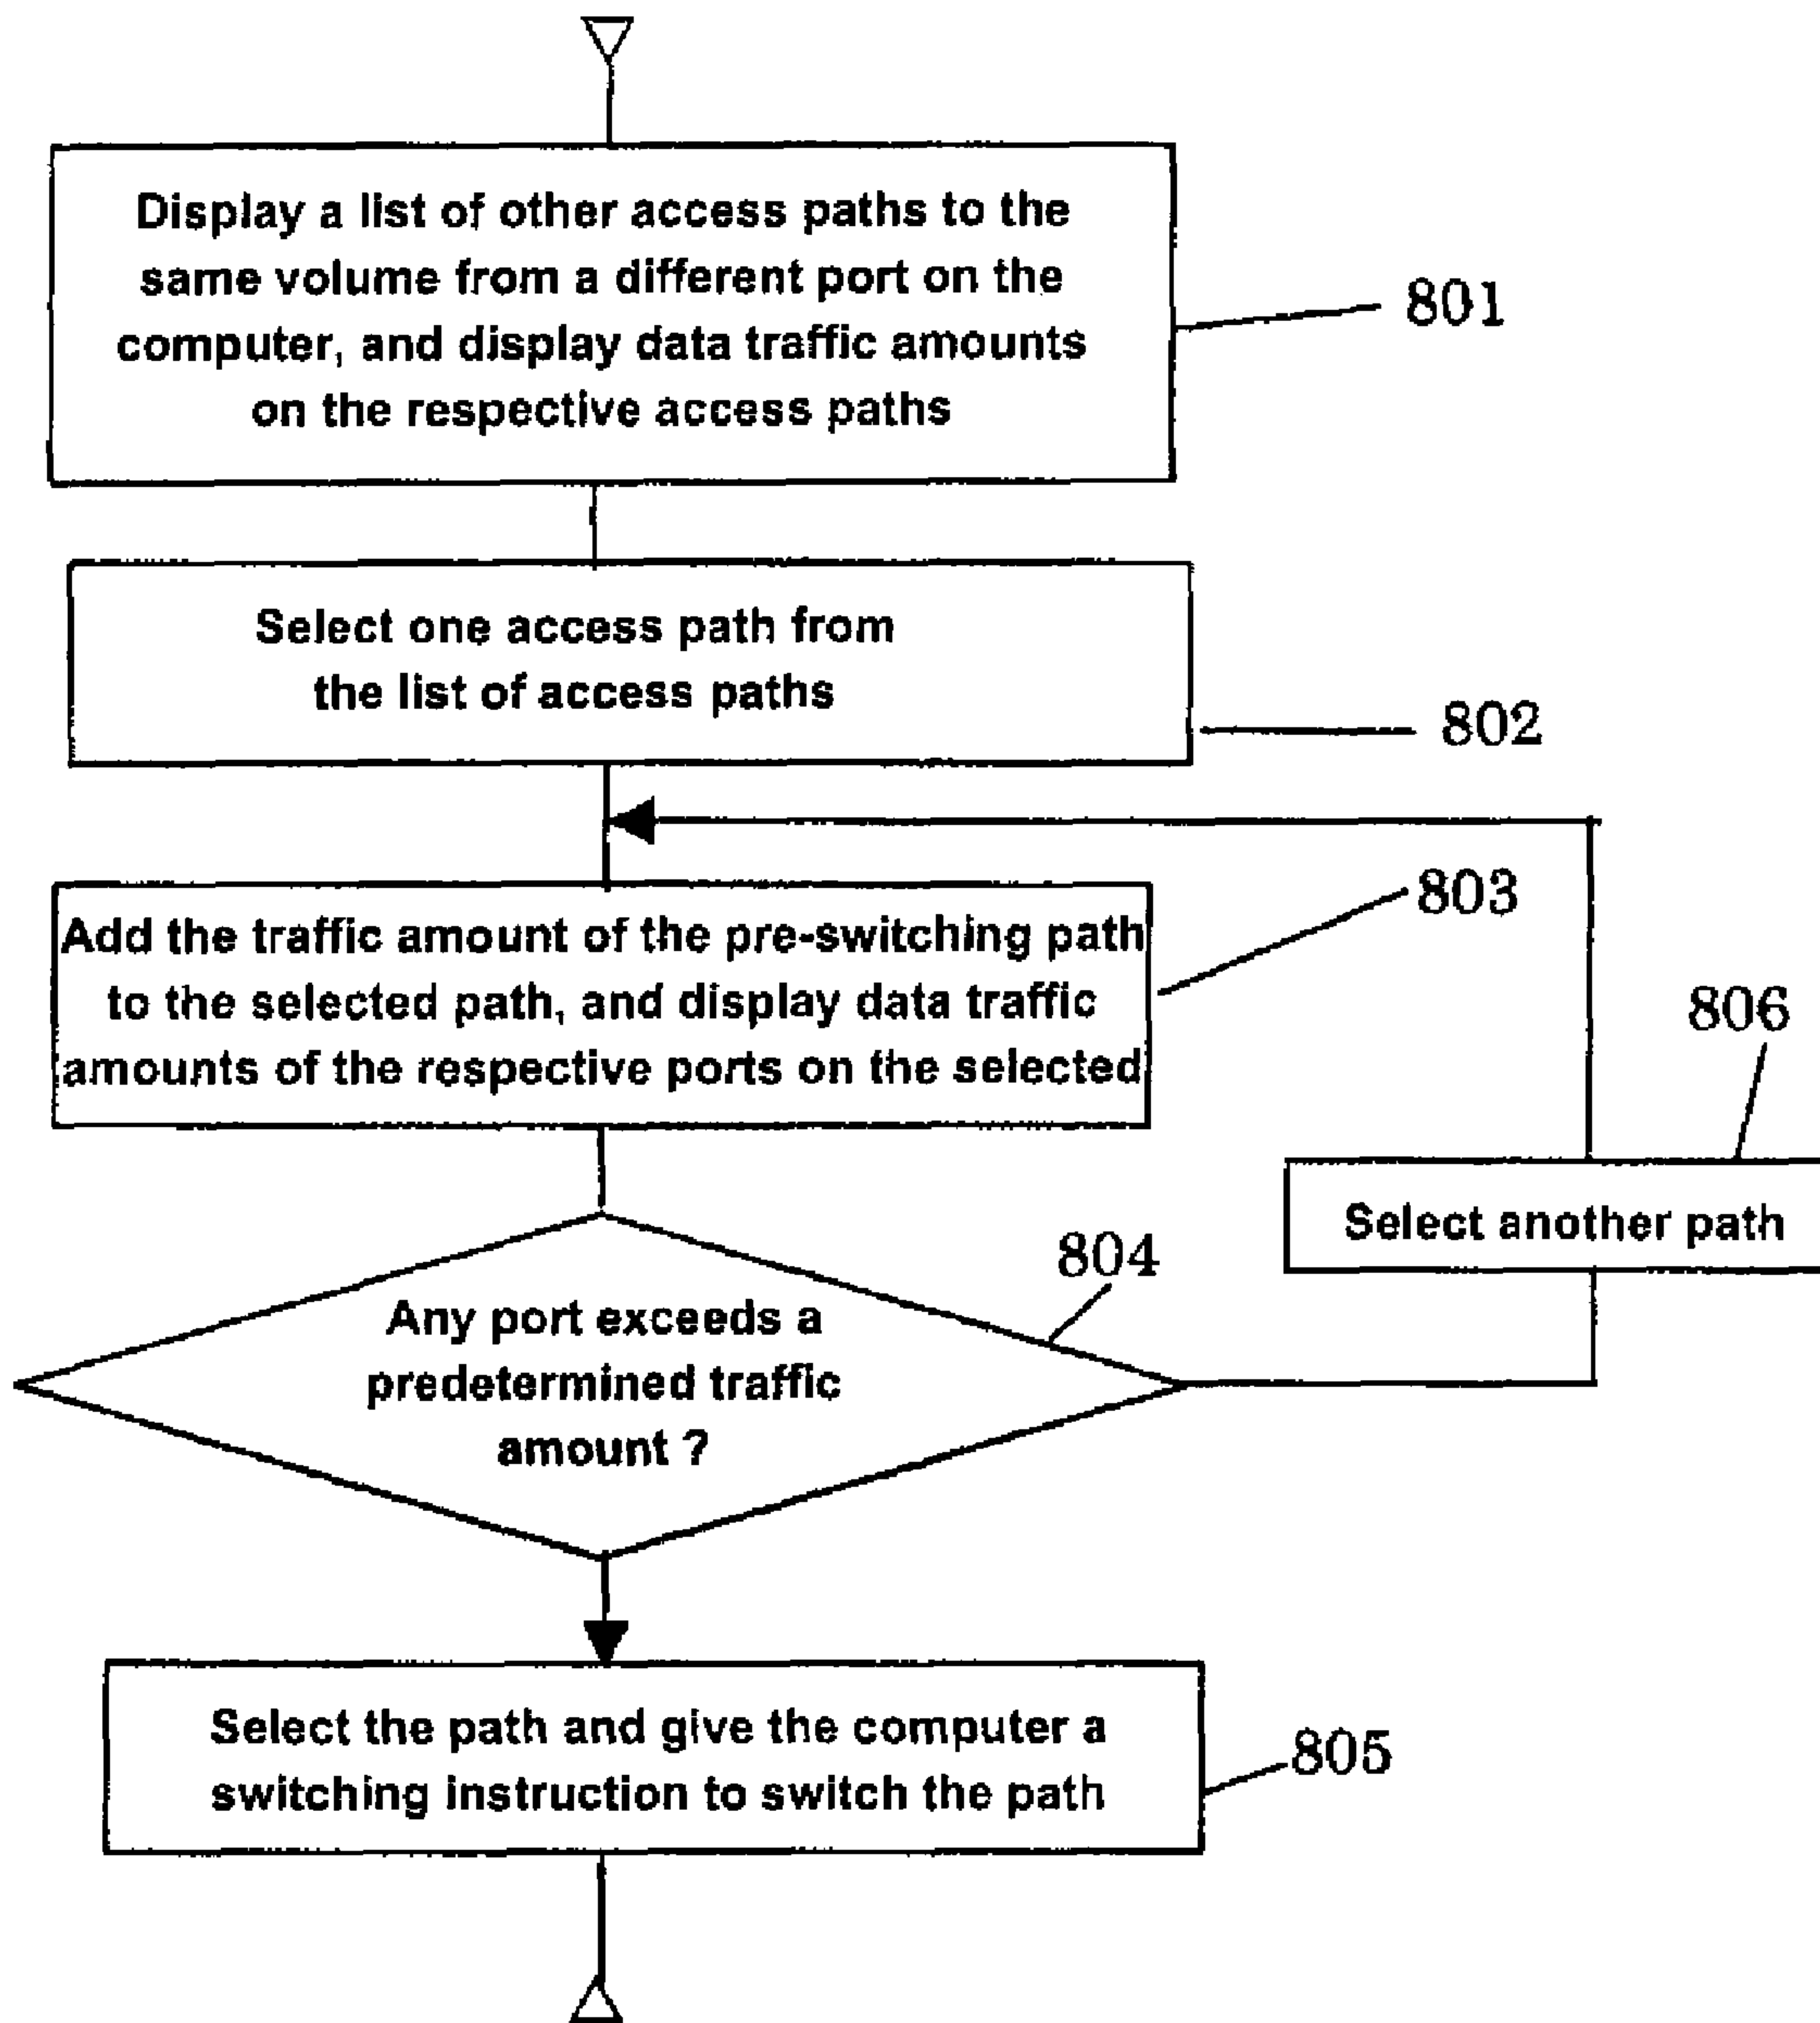 Display a list of other access paths to the
same volume from a different port on the
computer, and display data traffic amounts
on the respective access paths
801
Select one access path from
the list of access paths
802
Add the traffic amount of the pre-switching path
to the selected path, and display data traffic
amounts of the respective ports on the selected
803
806
Select another path
804
Any port exceeds a
predetermined traffic
amount ?
Select the path and give the computer a
switching instruction to switch the path
805